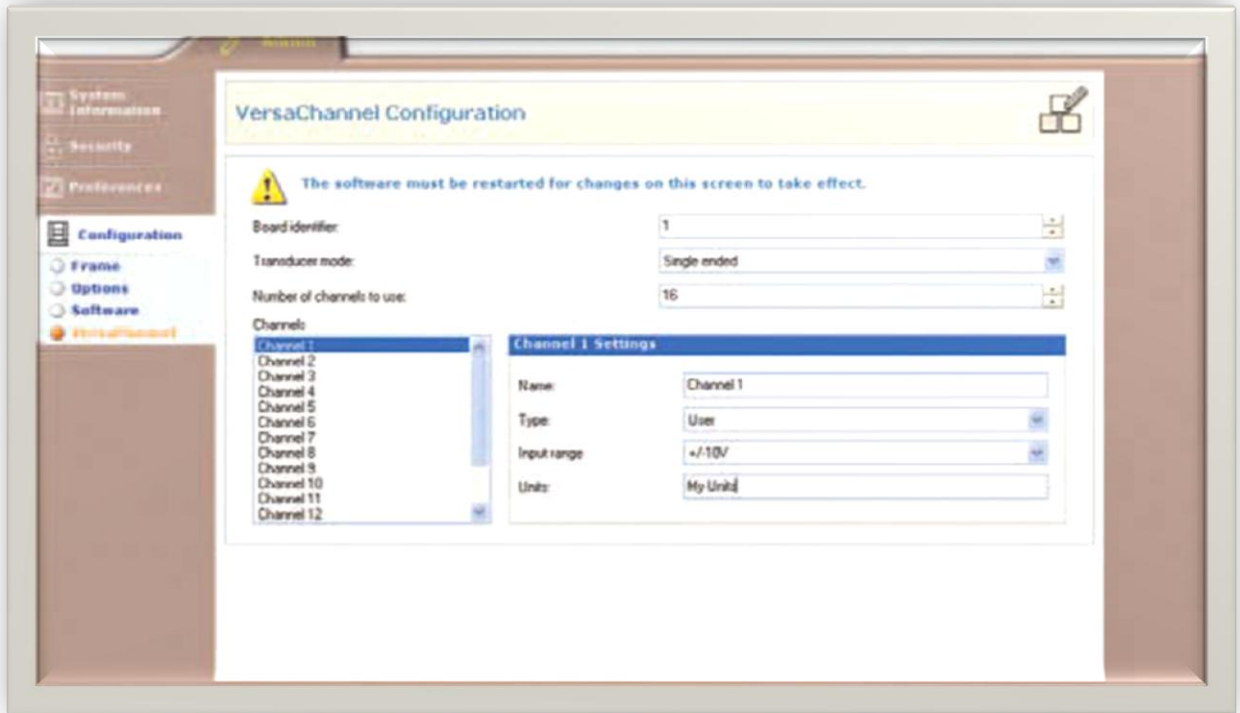 Admin
System
Information
Security
Preferences
Configuration
Frame
Options
Software
VersaChannel
VersaChannel Configuration
The software must be restarted for changes on this screen to take effect.
Board identifier: 1
Transducer mode: Single ended
Number of channels to use: 16
Channels
Channel 1
Channel 2
Channel 3
Channel 4
Channel 5
Channel 6
Channel 7
Channel 8
Channel 9
Channel 10
Channel 11
Channel 12
Channel 1 Settings
Name: Channel 1
Type: User
Input range +/-10V
Units: My Units